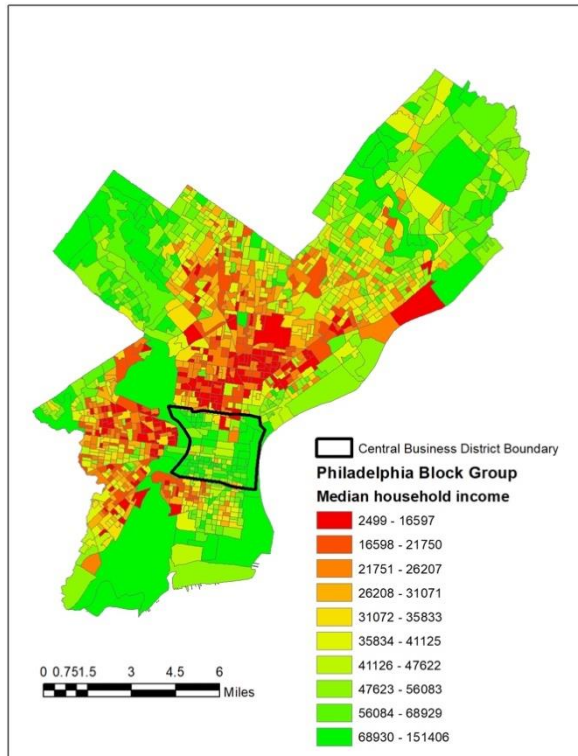 Central Business District Boundary
Philadelphia Block Group
Median household income
2499 - 16597
16598 - 21750
21751 - 26207
26208 - 31071
31072 - 35833
35834 - 41125
41126 - 47622
47623 - 56083
56084 - 68929
68930 - 151406
0 0.751.5 3 4.5 6
Miles